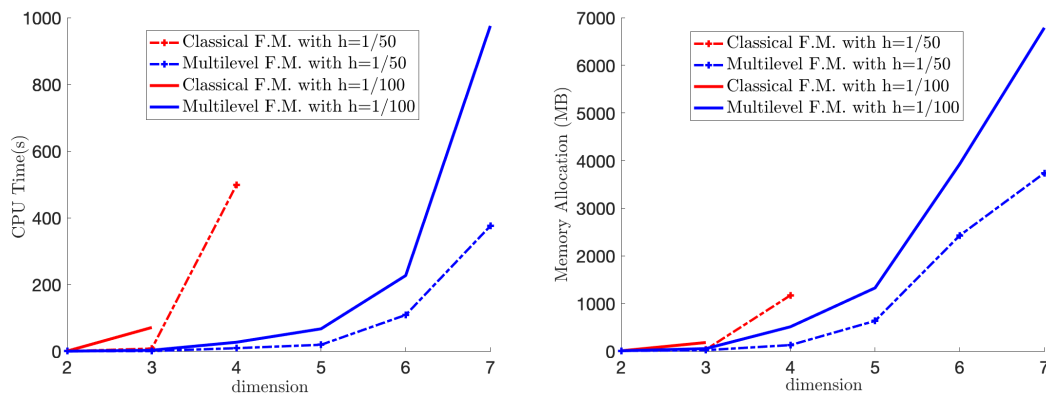 1000
800
600
400
200
0
CPU Time(s)
Classical F.M. with h=1/50
Multilevel F.M. with h=1/50
Classical F.M. with h=1/100
Multilevel F.M. with h=1/100
2 3 4 5 6 7
dimension
7000
6000
5000
4000
3000
2000
1000
0
Memory Allocation (MB)
Classical F.M. with h=1/50
Multilevel F.M. with h=1/50
Classical F.M. with h=1/100
Multilevel F.M. with h=1/100
2 3 4 5 6 7
dimension